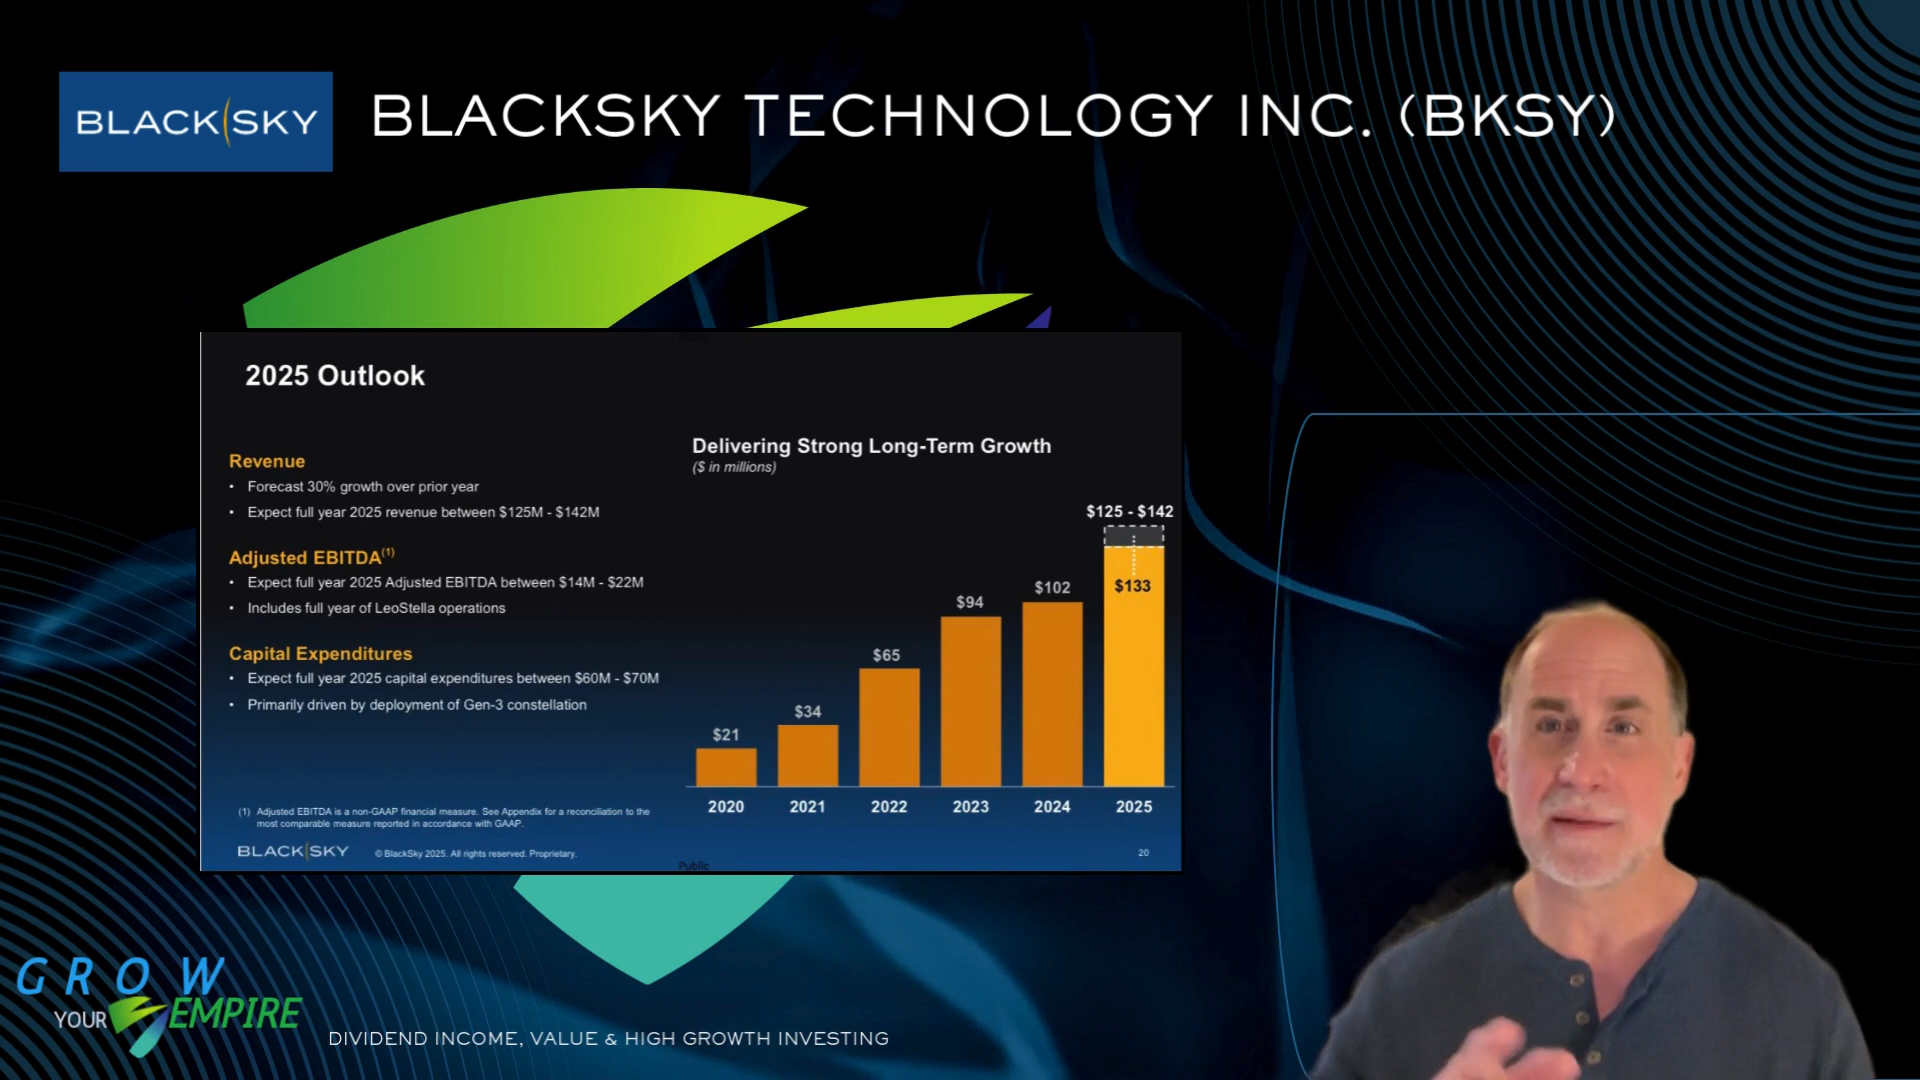 BLACK SKY
BLACKSKY TECHNOLOGY INC. (BKSY)
Public
2025 Outlook
Revenue
• Forecast 30% growth over prior year
• Expect full year 2025 revenue between $125M - $142M
Adjusted EBITDA(1)
• Expect full year 2025 Adjusted EBITDA between $14M - $22M
• Includes full year of LeoStella operations
Capital Expenditures
• Expect full year 2025 capital expenditures between $60M - $70M
• Primarily driven by deployment of Gen-3 constellation
(1) Adjusted EBITDA is a non-GAAP financial measure. See Appendix for a reconciliation to the
most comparable measure reported in accordance with GAAP.
BLACK SKY
© BlackSky 2025. All rights reserved. Proprietary.
Delivering Strong Long-Term Growth
($ in millions)
$21
$34
$65
$94
$102
$125 - $142
$133
2020
2021
2022
2023
2024
2025
20
Public
GROW
YOUR EMPIRE
DIVIDEND INCOME, VALUE & HIGH GROWTH INVESTING